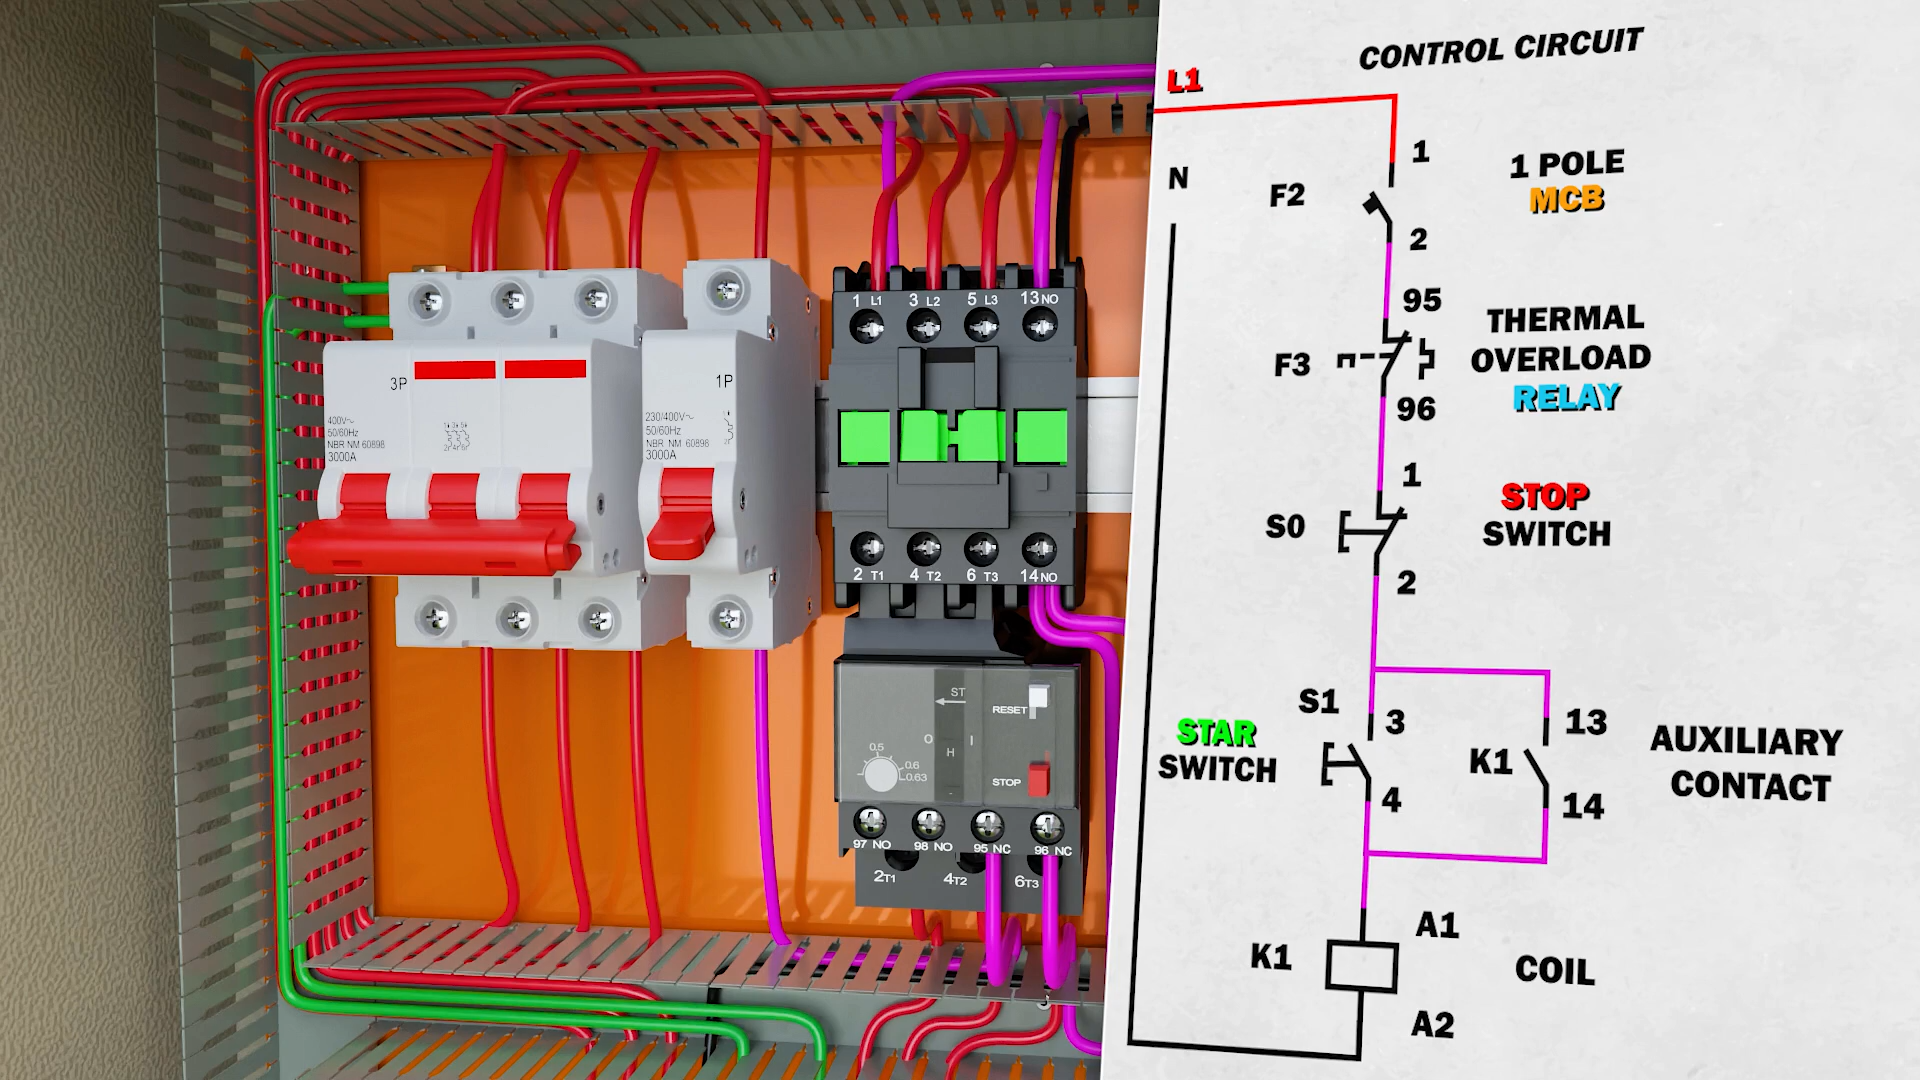 3P
400V~
50/60Hz
NBR NM 60898
3000A
1P
230/400V~
50/60Hz
NBR NM 60898
3000A
1 L1 3 L2 5 L3 13 NO
2 T1 4 T2 6 T3 14 NO
ST
RESET
O H I
0.5
0.6
0.63
STOP
97 NO 98 NO 95 NC 96 NC
2T1 4T2 6T3
CONTROL CIRCUIT
L1
N
1
F2
1 POLE
MCB
2
95
F3
THERMAL
OVERLOAD
RELAY
96
1
S0
STOP
SWITCH
2
S1
3
13
STAR
SWITCH
K1
AUXILIARY
CONTACT
4
14
A1
K1
COIL
A2